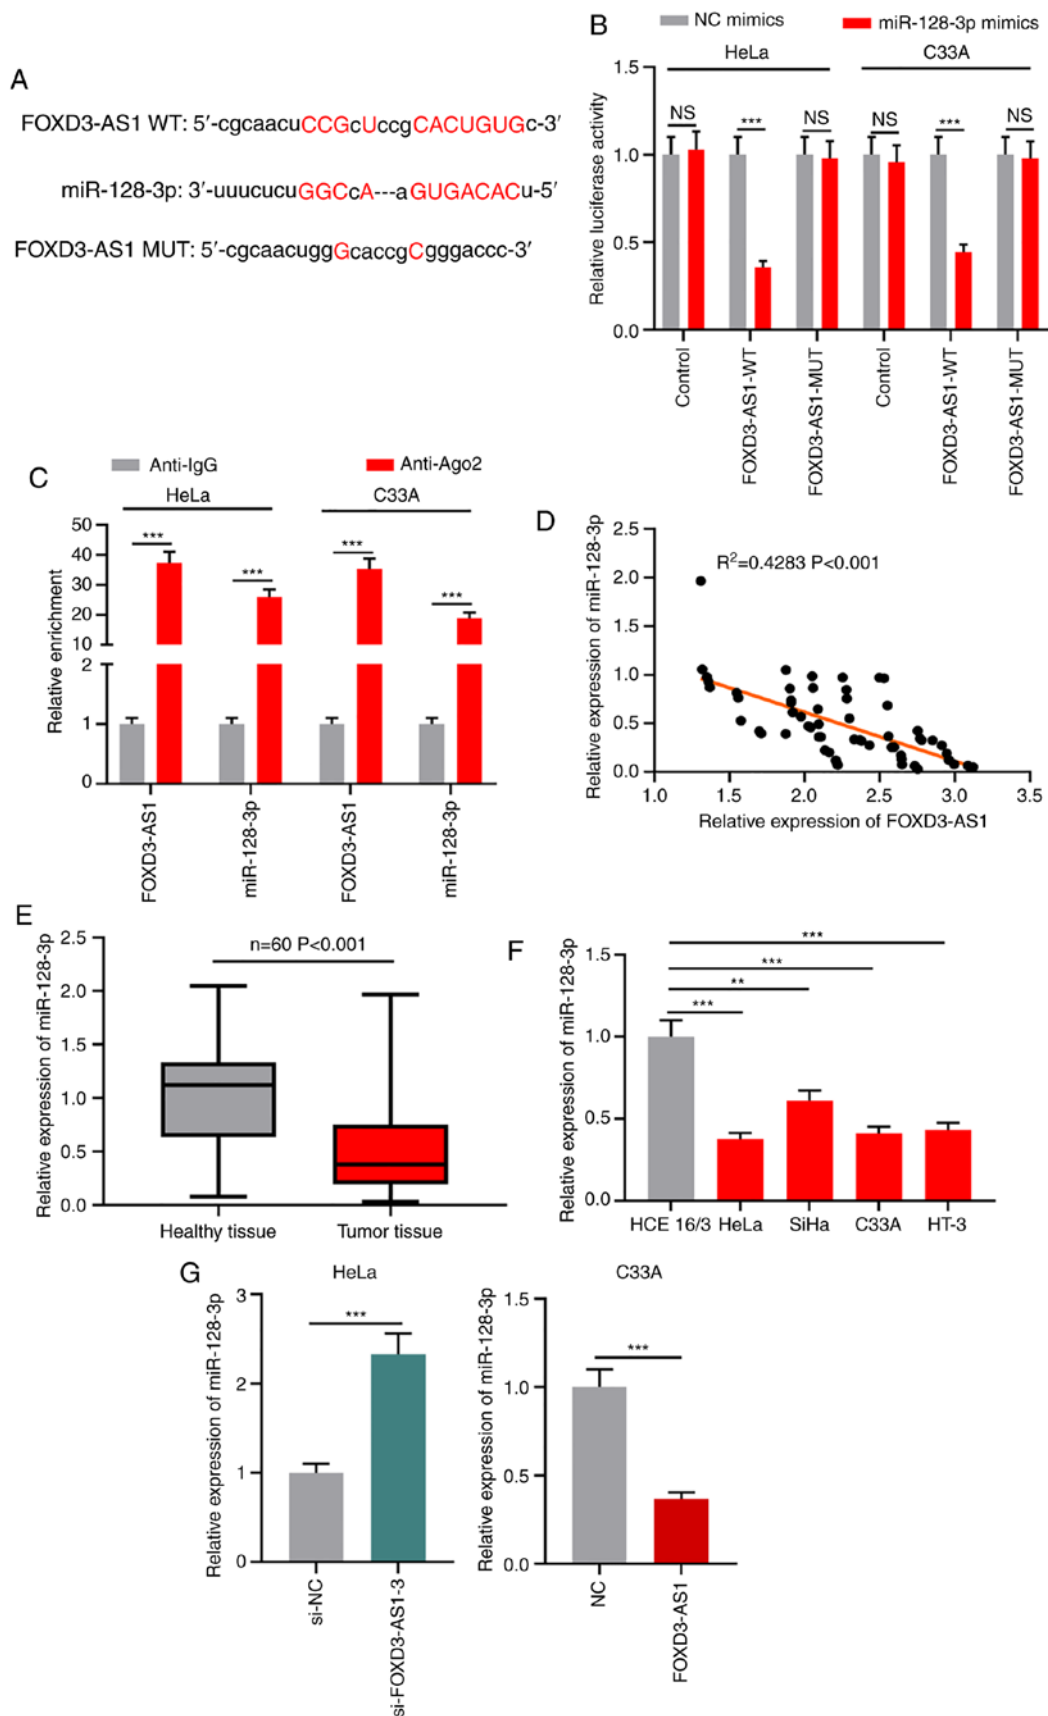 A
FOXD3-AS1 WT: 5′-cgcaacuCCGcUccgCACUGUGc-3′
miR-128-3p: 3′-uuucucuGGCcA---aGUGACACu-5′
FOXD3-AS1 MUT: 5′-cgcaacuggGcaccgCgggaccc-3′
B
NC mimics
miR-128-3p mimics
HeLa
C33A
Relative luciferase activity
1.5
1.0
0.5
0.0
NS
***
NS
NS
***
NS
Control
FOXD3-AS1-WT
FOXD3-AS1-MUT
Control
FOXD3-AS1-WT
FOXD3-AS1-MUT
C
Anti-IgG
Anti-Ago2
HeLa
C33A
Relative enrichment
50
40
30
20
10
2
1
0
***
***
***
***
FOXD3-AS1
miR-128-3p
FOXD3-AS1
miR-128-3p
D
Relative expression of miR-128-3p
2.5
2.0
1.5
1.0
0.5
0.0
R²=0.4283 P<0.001
1.0 1.5 2.0 2.5 3.0 3.5
Relative expression of FOXD3-AS1
E
Relative expression of miR-128-3p
2.5
2.0
1.5
1.0
0.5
0.0
n=60 P<0.001
Healthy tissue
Tumor tissue
F
Relative expression of miR-128-3p
1.5
1.0
0.5
0.0
***
***
**
***
HCE 16/3 HeLa SiHa C33A HT-3
G
HeLa
Relative expression of miR-128-3p
3
2
1
0
***
si-NC
si-FOXD3-AS1-3
C33A
Relative expression of miR-128-3p
1.5
1.0
0.5
0.0
***
NC
FOXD3-AS1